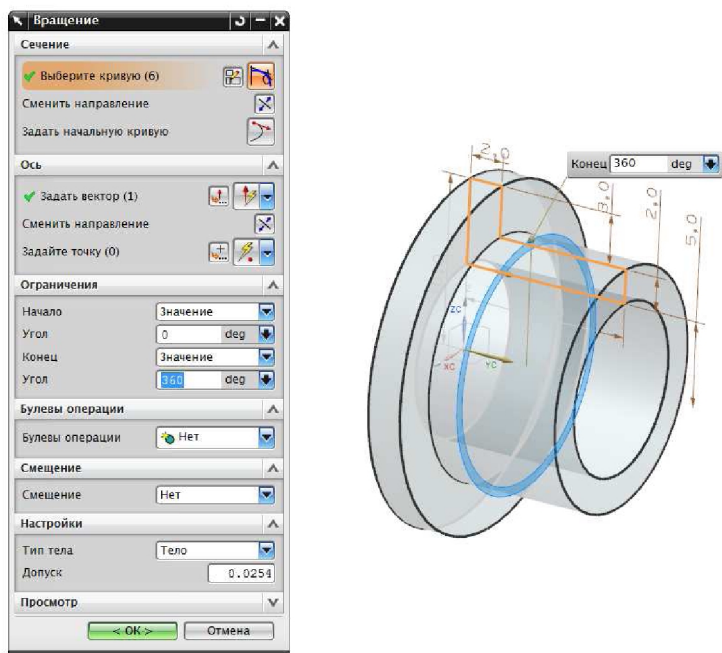 Вращение
Сечение
Выберите кривую (6)
Сменить направление
Задать начальную кривую
Ось
Задать вектор (1)
Сменить направление
Задайте точку (0)
Ограничения
Начало Значение
Угол 0 deg
Конец Значение
Угол 360 deg
Булевы операции
Булевы операции Нет
Смещение
Смещение Нет
Настройки
Тип тела Тело
Допуск 0.0254
Просмотр
< OK > Отмена
Конец 360 deg
2.0
3.0
2.0
5.0
ZC
XC
YC